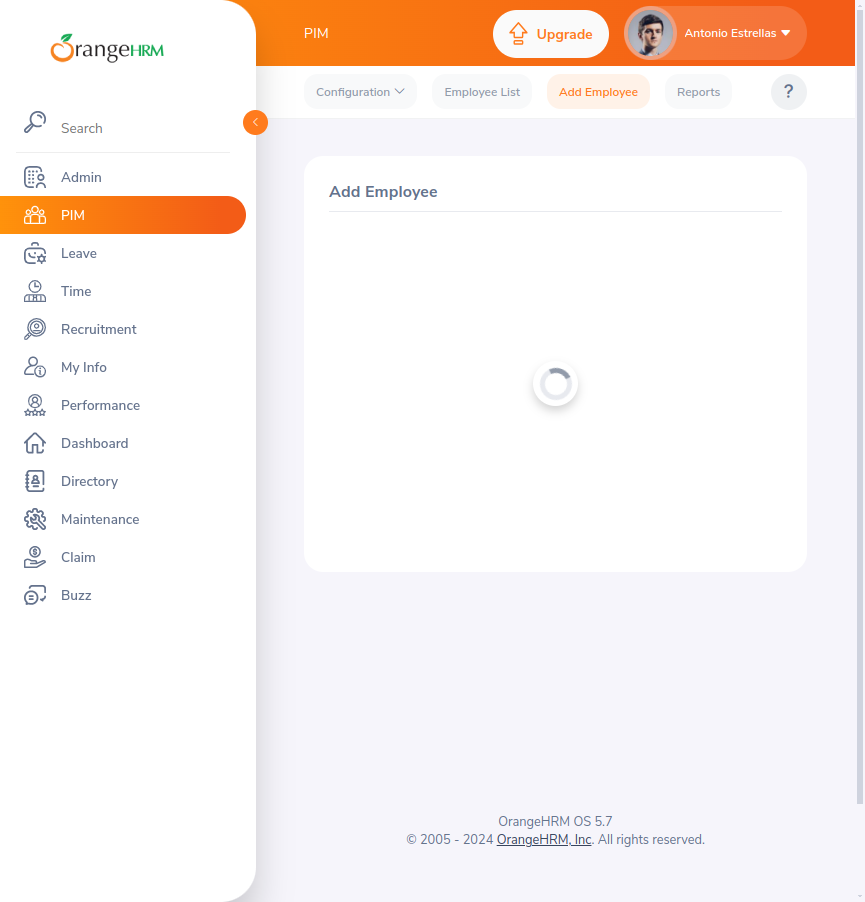 OrangeHRM
Search
Admin
PIM
Leave
Time
Recruitment
My Info
Performance
Dashboard
Directory
Maintenance
Claim
Buzz
PIM
Upgrade
Antonio Estrellas
Configuration
Employee List
Add Employee
Reports
?
Add Employee
OrangeHRM OS 5.7
© 2005 - 2024 OrangeHRM, Inc. All rights reserved.